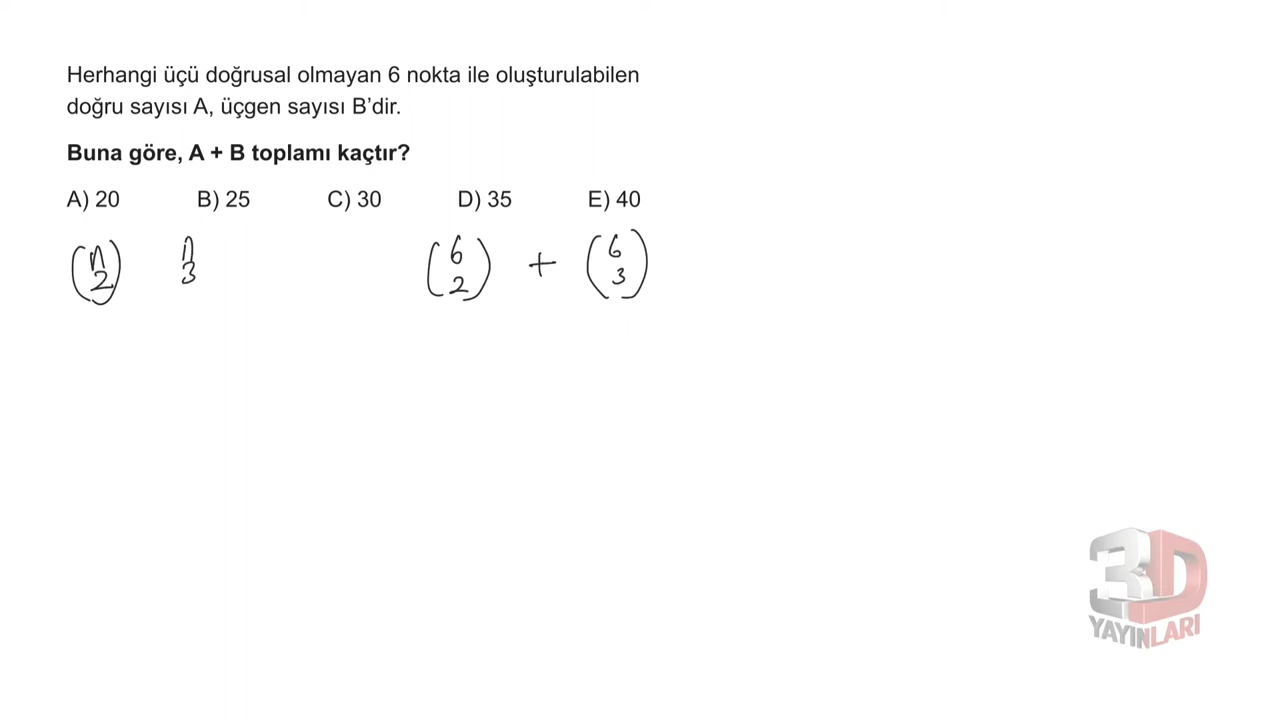 Herhangi üçü doğrusal olmayan 6 nokta ile oluşturulabilen
doğru sayısı A, üçgen sayısı B’dir.
Buna göre, A + B toplamı kaçtır?
A) 20 B) 25 C) 30 D) 35 E) 40
(n 2) n 3 (6 2) + (6 3)
3D
YAYINLARI